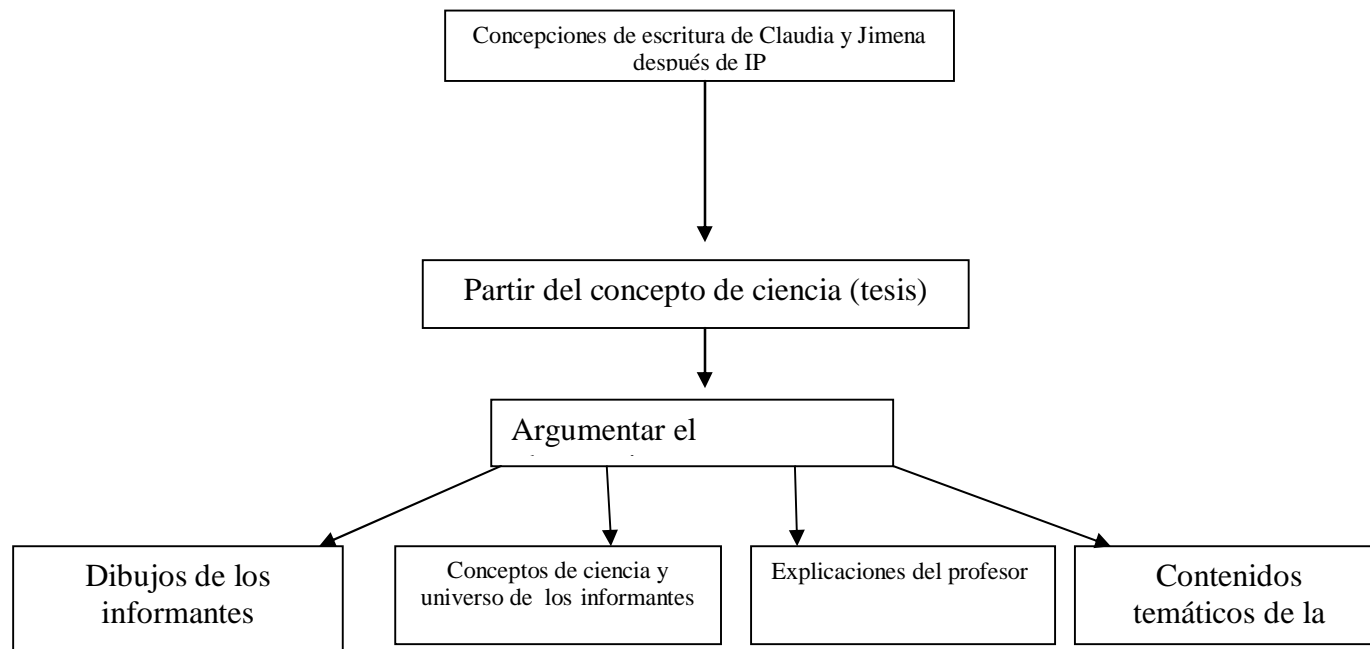 Concepciones de escritura de Claudia y Jimena
después de IP
Partir del concepto de ciencia (tesis)
Argumentar el
Dibujos de los
informantes
Conceptos de ciencia y
universo de los informantes
Explicaciones del profesor
Contenidos
temáticos de la